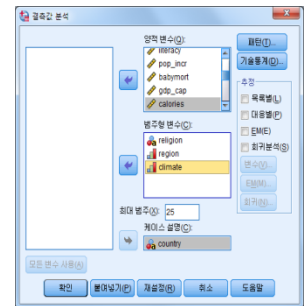 결측값 분석
양적 변수(Q):
literacy
pop_incr
babymort
gdp_cap
calories
범주형 변수(C):
religion
region
climate
최대 범주(X): 25
케이스 설명(C):
country
모든 변수 사용(A)
패턴(T)...
기술통계(D)...
추정
목록별(L)
대응별(P)
EM(E)
회귀분석(S)
변수(V)...
EM(M)...
회귀(N)...
확인 붙여넣기(P) 재설정(R) 취소 도움말